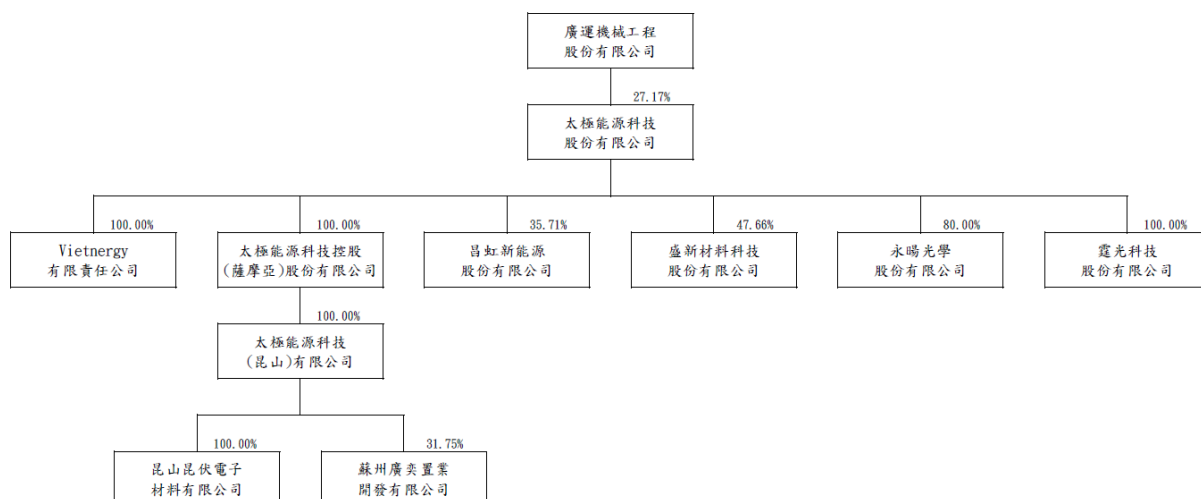 廣運機械工程
股份有限公司
27.17%
太極能源科技
股份有限公司
100.00%
Vietnergy
有限責任公司
100.00%
太極能源科技控股
(薩摩亞)股份有限公司
35.71%
昌虹新能源
股份有限公司
47.66%
盛新材料科技
股份有限公司
80.00%
永暘光學
股份有限公司
100.00%
霆光科技
股份有限公司
100.00%
太極能源科技
(昆山)有限公司
100.00%
昆山昆伏電子
材料有限公司
31.75%
蘇州廣奕置業
開發有限公司